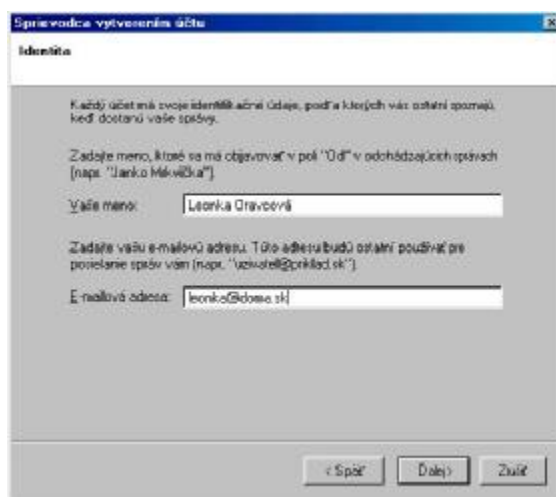 Sprievodca vytvorením účtu
Identita
Každý účet má svoje identifikačné údaje, podľa ktorých vás ostatní spoznajú,
keď dostanú vaše správy.
Zadajte meno, ktoré sa má objavovať v poli "Od" v odchádzajúcich správach
(napr. "Janko Mrkvička").
Vaše meno: Leonka Oravcová
Zadajte vašu e-mailovú adresu. Túto adresu budú ostatní používať pre
posielanie správ vám (napr. "uzivatel@priklad.sk").
E-mailová adresa: leonka@doma.sk
< Späť Ďalej > Zrušiť